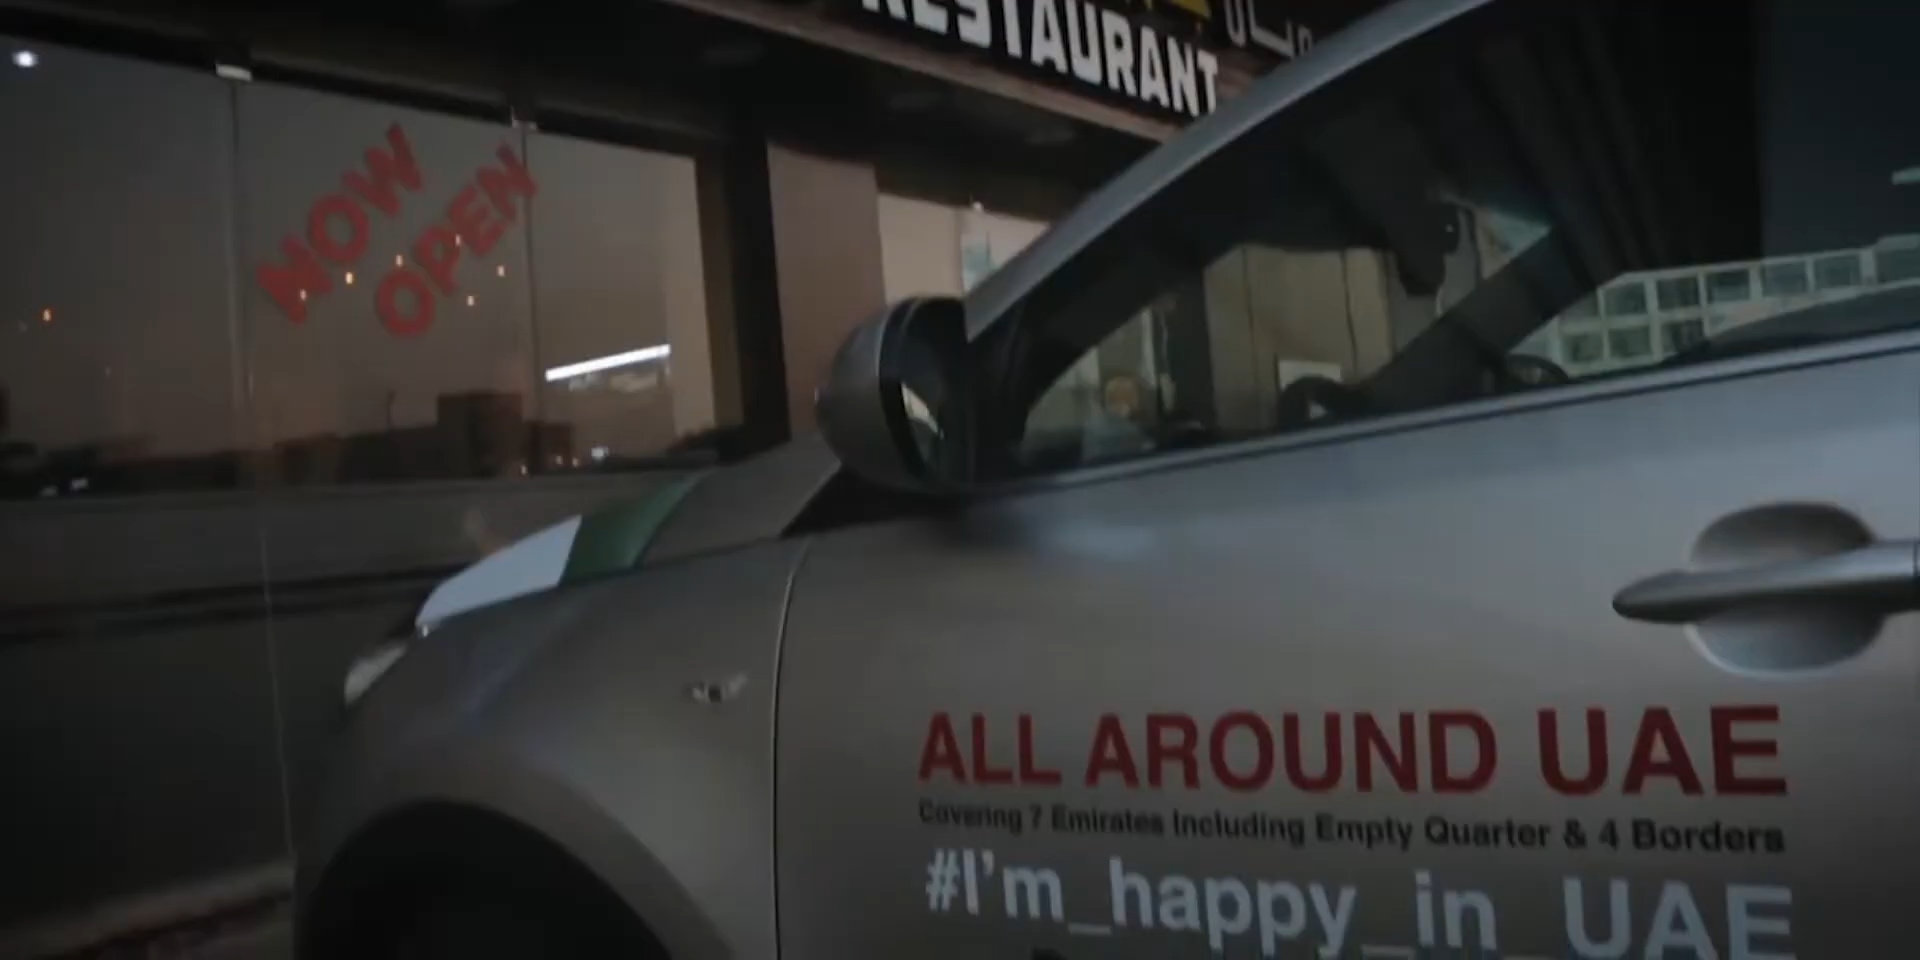 RESTAURANT
NOW
OPEN
ALL AROUND UAE
Covering 7 Emirates Including Empty Quarter & 4 Borders
#I'm_happy_in_UAE